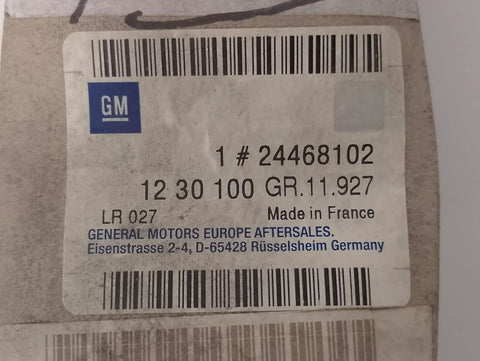 GM
1 # 24468102
12 30 100 GR.11.927
LR 027 Made in France
GENERAL MOTORS EUROPE AFTERSALES.
Eisenstrasse 2-4, D-65428 Rüsselsheim Germany